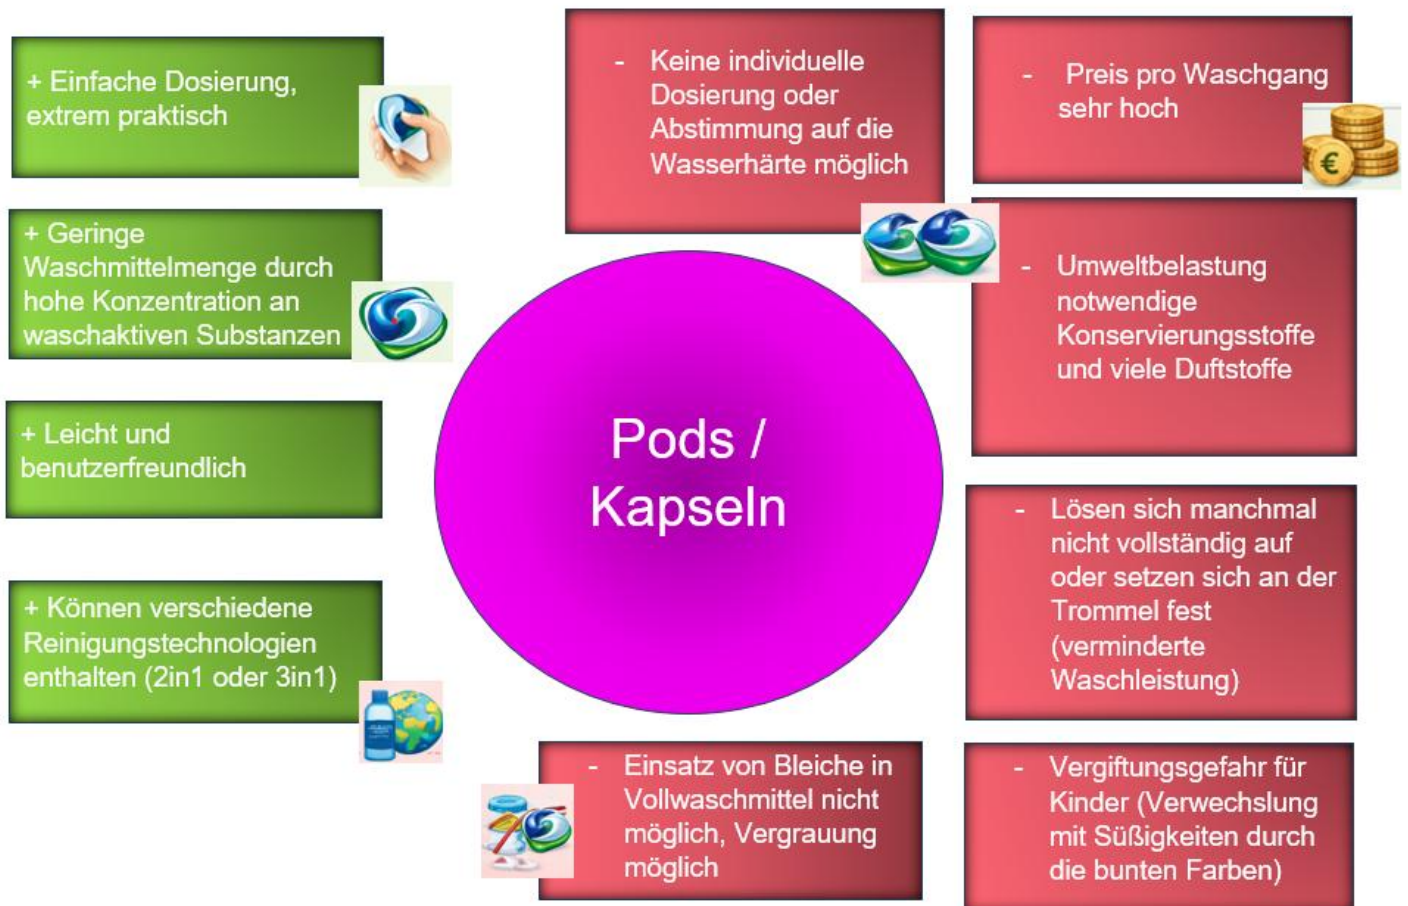 + Einfache Dosierung,
extrem praktisch
+ Geringe
Waschmittelmenge durch
hohe Konzentration an
waschaktiven Substanzen
+ Leicht und
benutzerfreundlich
+ Können verschiedene
Reinigungstechnologien
enthalten (2in1 oder 3in1)
- Keine individuelle
Dosierung oder
Abstimmung auf die
Wasserhärte möglich
Pods /
Kapseln
- Einsatz von Bleiche in
Vollwaschmittel nicht
möglich, Vergrauung
möglich
- Preis pro Waschgang
sehr hoch
€
- Umweltbelastung
notwendige
Konservierungsstoffe
und viele Duftstoffe
- Lösen sich manchmal
nicht vollständig auf
oder setzen sich an der
Trommel fest
(verminderte
Waschleistung)
- Vergiftungsgefahr für
Kinder (Verwechslung
mit Süßigkeiten durch
die bunten Farben)